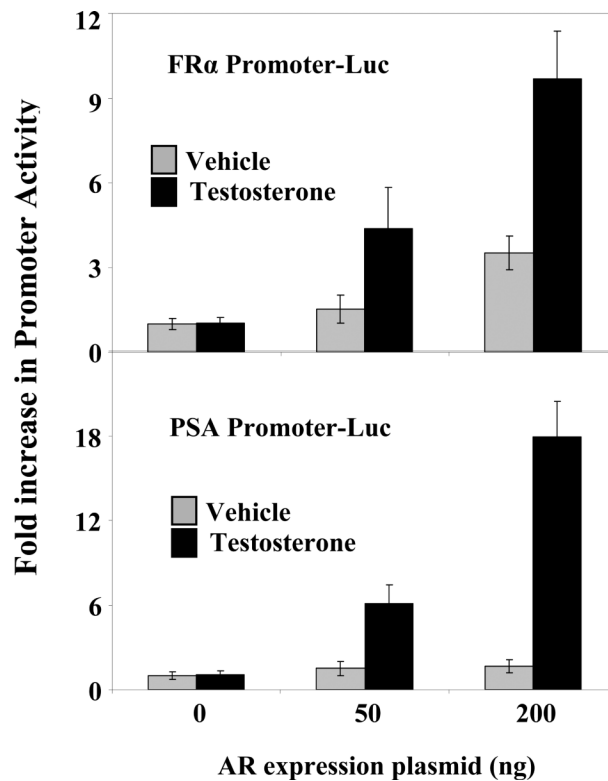 Fold increase in Promoter Activity
12
FRα Promoter-Luc
9
Vehicle
Testosterone
6
3
0
PSA Promoter-Luc
18
Vehicle
12
Testosterone
6
0
0 50 200
AR expression plasmid (ng)